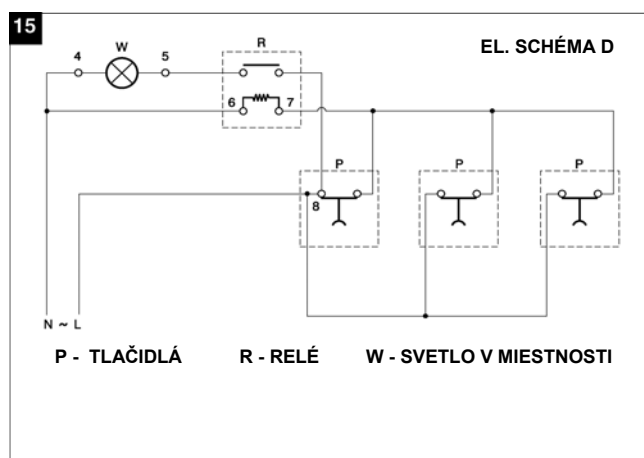 15
EL. SCHÉMA D
4 W 5 R
6 7
P P P
8
N ~ L
P - TLAČIDLÁ R - RELÉ W - SVETLO V MIESTNOSTI